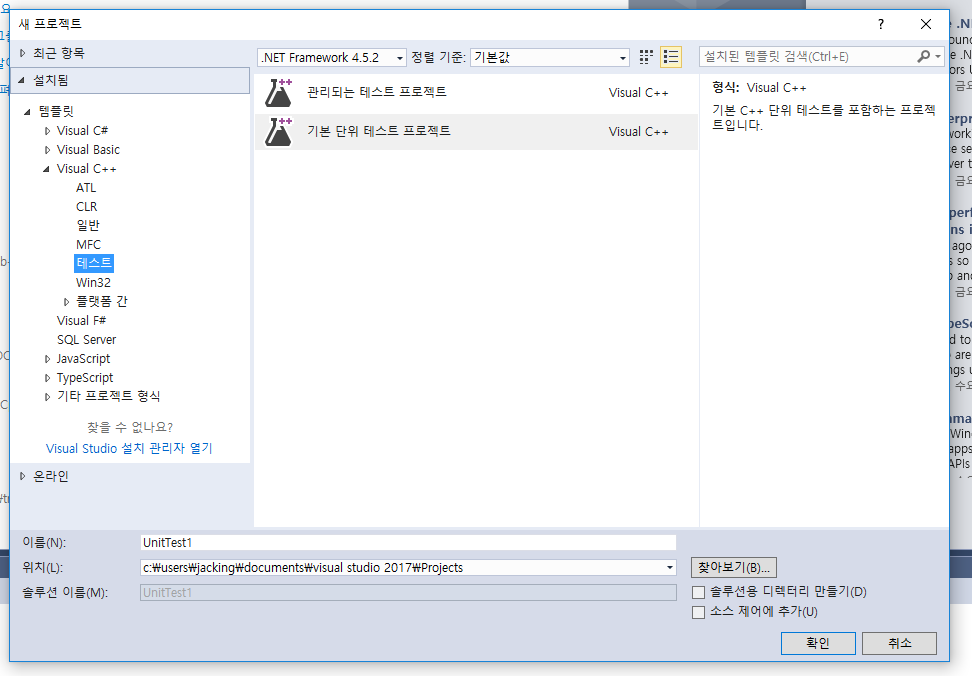 새 프로젝트
?
최근 항목
.NET Framework 4.5.2
정렬 기준:
기본값
설치된 템플릿 검색(Ctrl+E)
설치됨
템플릿
Visual C#
Visual Basic
Visual C++
ATL
CLR
일반
MFC
테스트
Win32
플랫폼 간
Visual F#
SQL Server
JavaScript
TypeScript
기타 프로젝트 형식
찾을 수 없나요?
Visual Studio 설치 관리자 열기
온라인
관리되는 테스트 프로젝트
Visual C++
기본 단위 테스트 프로젝트
Visual C++
형식: Visual C++
기본 C++ 단위 테스트를 포함하는 프로젝
트입니다.
이름(N):
UnitTest1
위치(L):
c:₩users₩jacking₩documents₩visual studio 2017₩Projects
찾아보기(B)...
솔루션 이름(M):
UnitTest1
솔루션용 디렉터리 만들기(D)
소스 제어에 추가(U)
확인
취소